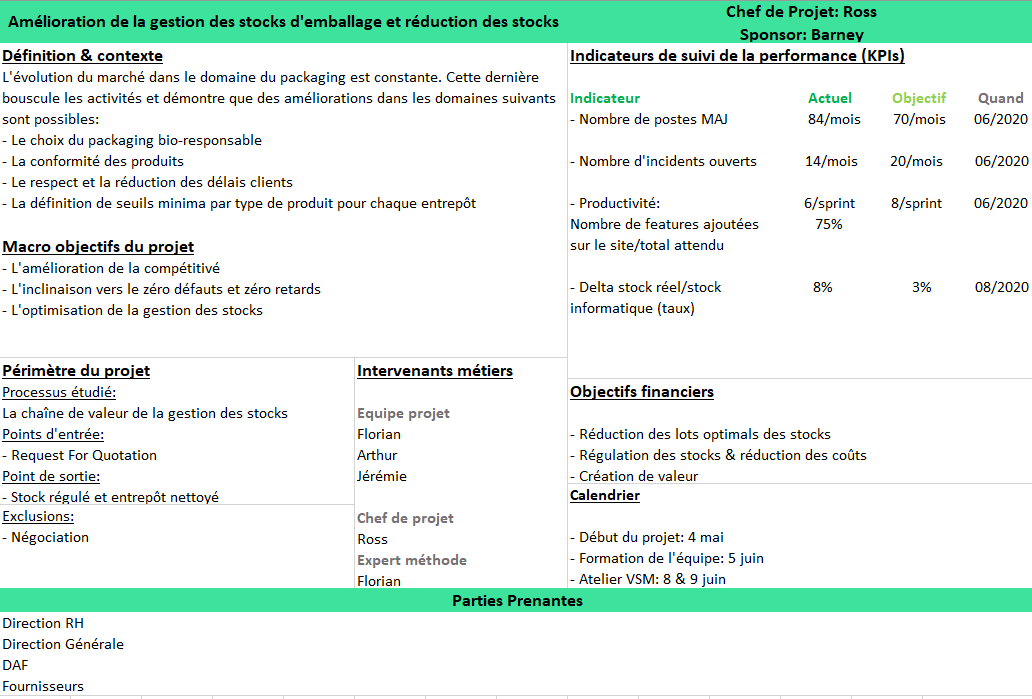 Amélioration de la gestion des stocks d'emballage et réduction des stocks
Chef de Projet: Ross
Sponsor: Barney
Définition & contexte
L'évolution du marché dans le domaine du packaging est constante. Cette dernière
bouscule les activités et démontre que des améliorations dans les domaines suivants
sont possibles:
- Le choix du packaging bio-responsable
- La conformité des produits
- Le respect et la réduction des délais clients
- La définition de seuils minima par type de produit pour chaque entrepôt
Macro objectifs du projet
- L'amélioration de la compétitivé
- L'inclinaison vers le zéro défauts et zéro retards
- L'optimisation de la gestion des stocks
Indicateurs de suivi de la performance (KPIs)
Indicateur Actuel Objectif Quand
- Nombre de postes MAJ 84/mois 70/mois 06/2020
- Nombre d'incidents ouverts 14/mois 20/mois 06/2020
- Productivité: 6/sprint 8/sprint 06/2020
Nombre de features ajoutées 75%
sur le site/total attendu
- Delta stock réel/stock 8% 3% 08/2020
informatique (taux)
Périmètre du projet
Processus étudié:
La chaîne de valeur de la gestion des stocks
Points d'entrée:
- Request For Quotation
Point de sortie:
- Stock régulé et entrepôt nettoyé
Exclusions:
- Négociation
Intervenants métiers
Equipe projet
Florian
Arthur
Jérémie
Chef de projet
Ross
Expert méthode
Florian
Objectifs financiers
- Réduction des lots optimals des stocks
- Régulation des stocks & réduction des coûts
- Création de valeur
Calendrier
- Début du projet: 4 mai
- Formation de l'équipe: 5 juin
- Atelier VSM: 8 & 9 juin
Parties Prenantes
Direction RH
Direction Générale
DAF
Fournisseurs